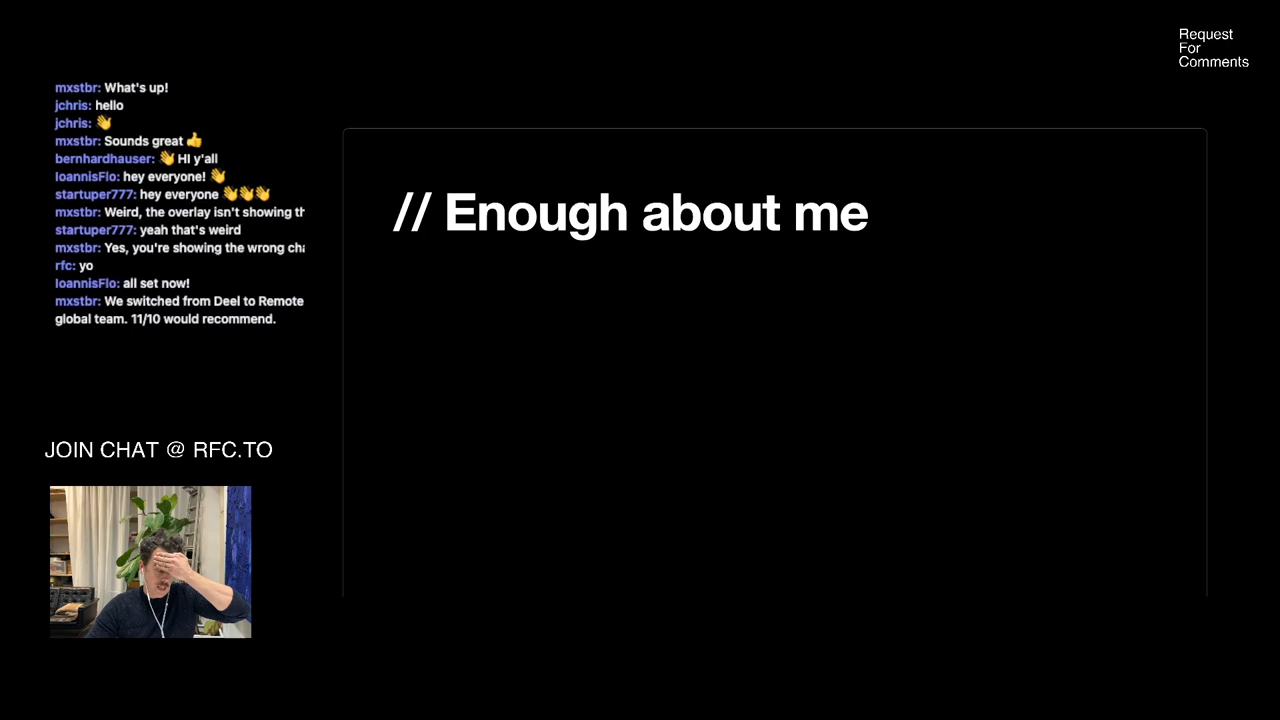 Request
For
Comments
mxstbr: What's up!
jchris: hello
jchris: 👋
mxstbr: Sounds great 👍
bernhardhauser: 👋 HI y'all
IoannisFlo: hey everyone! 👋
startuper777: hey everyone 👋👋👋
mxstbr: Weird, the overlay isn't showing th
startuper777: yeah that's weird
mxstbr: Yes, you're showing the wrong cha
rfc: yo
IoannisFlo: all set now!
mxstbr: We switched from Deel to Remote
global team. 11/10 would recommend.
JOIN CHAT @ RFC.TO
// Enough about me